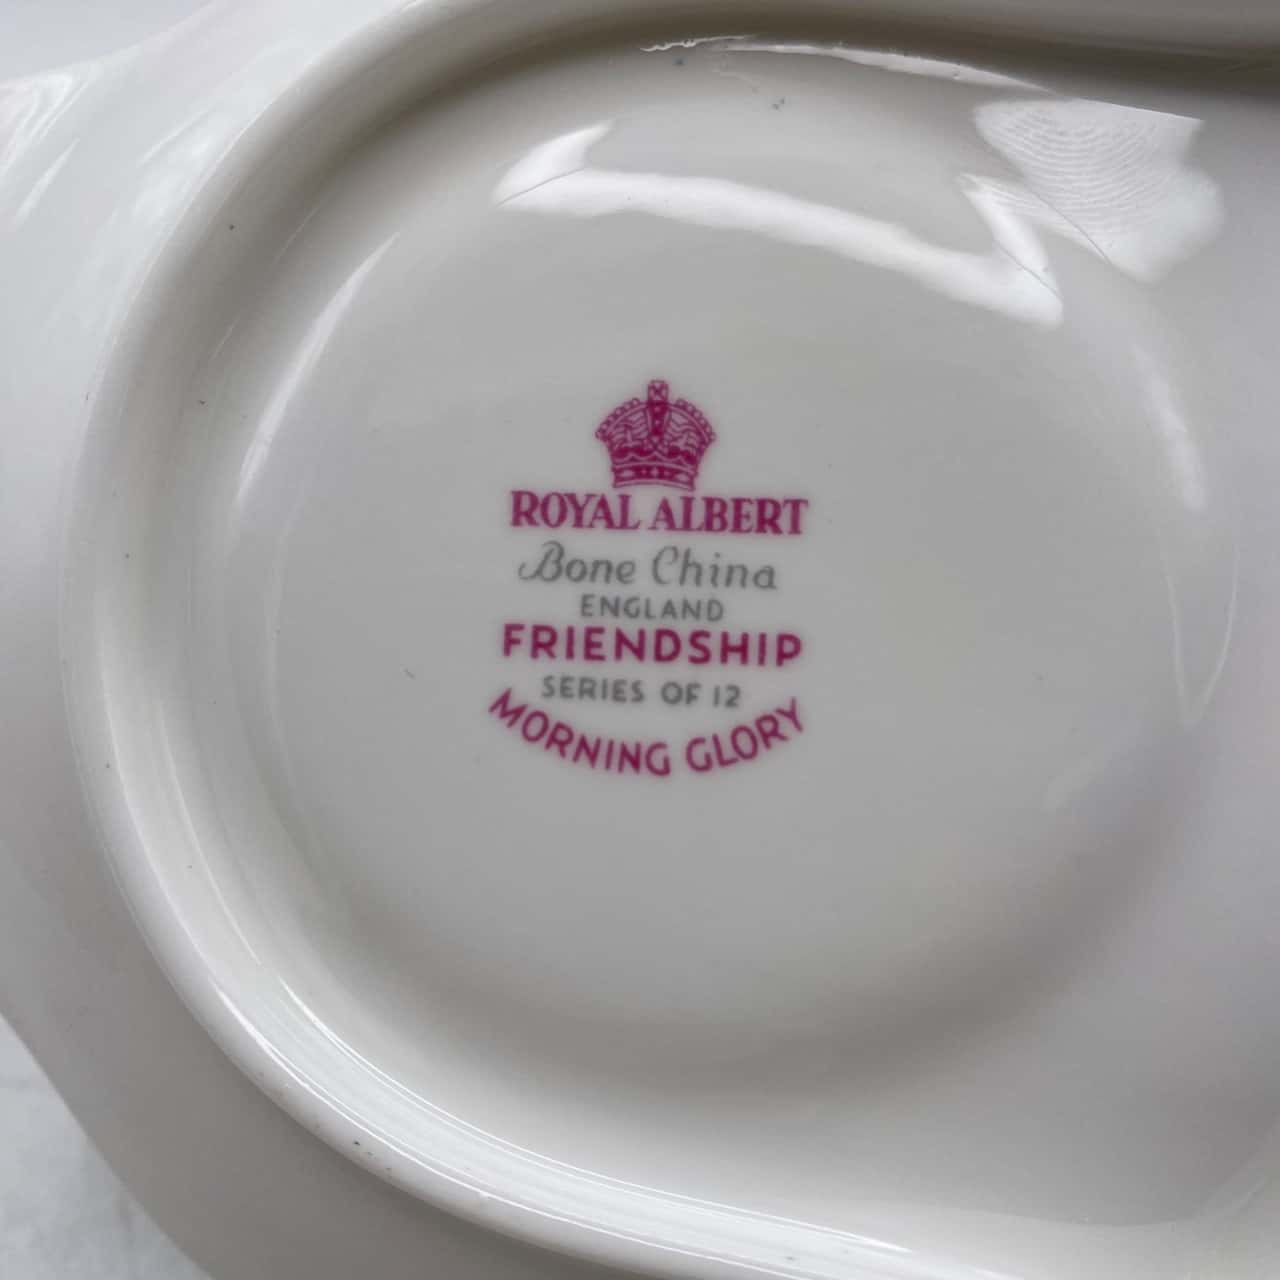 ROYAL ALBERT
Bone China
ENGLAND
FRIENDSHIP
SERIES OF 12
MORNING GLORY